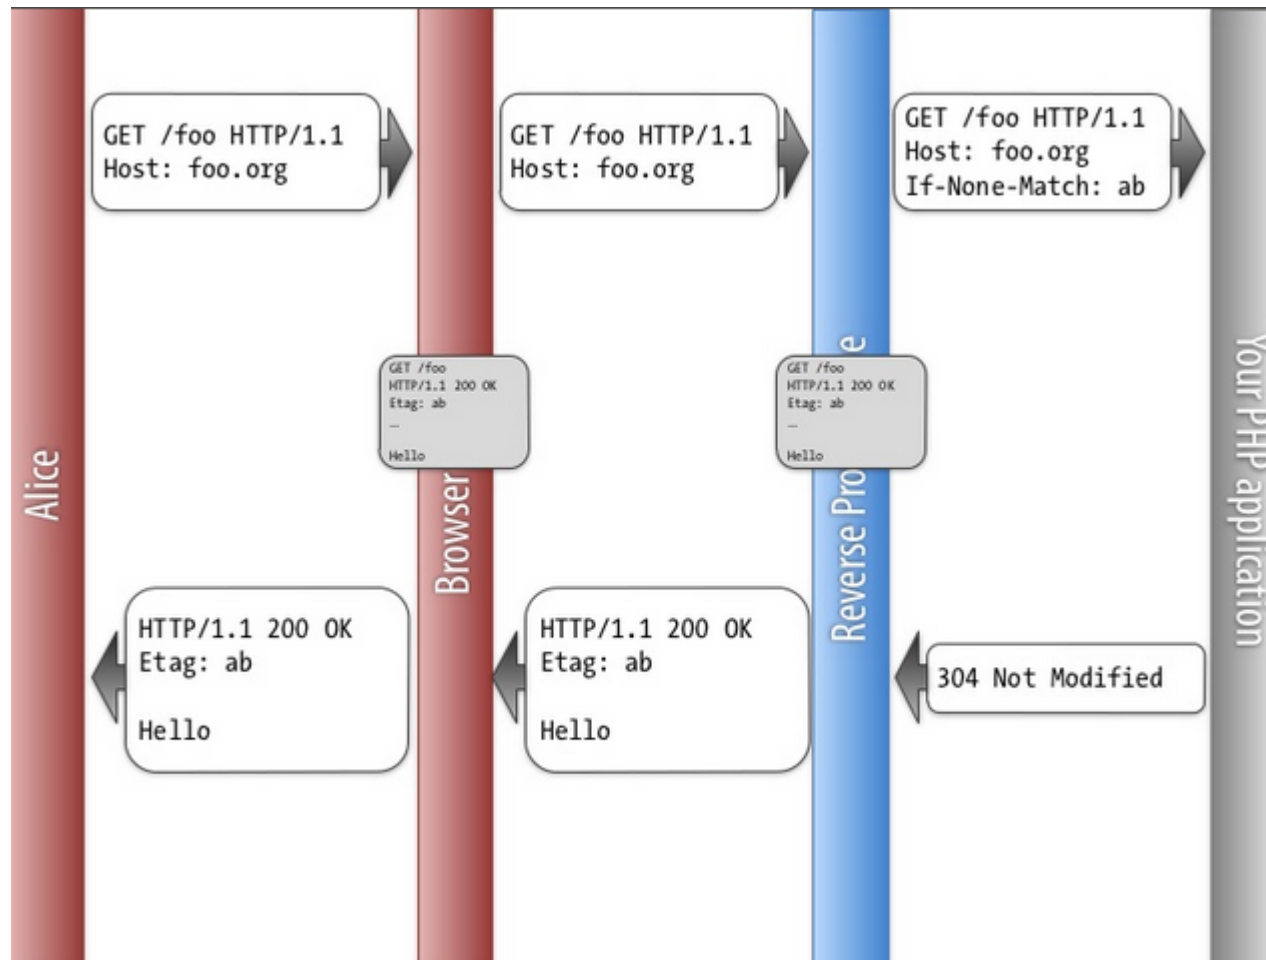 GET /foo HTTP/1.1
Host: foo.org
GET /foo HTTP/1.1
Host: foo.org
GET /foo HTTP/1.1
Host: foo.org
If-None-Match: ab
GET /foo
HTTP/1.1 200 OK
Etag: ab
...
Hello
GET /foo
HTTP/1.1 200 OK
Etag: ab
...
Hello
Alice
Browser
Reverse
Your PHP application
HTTP/1.1 200 OK
Etag: ab
Hello
HTTP/1.1 200 OK
Etag: ab
Hello
304 Not Modified